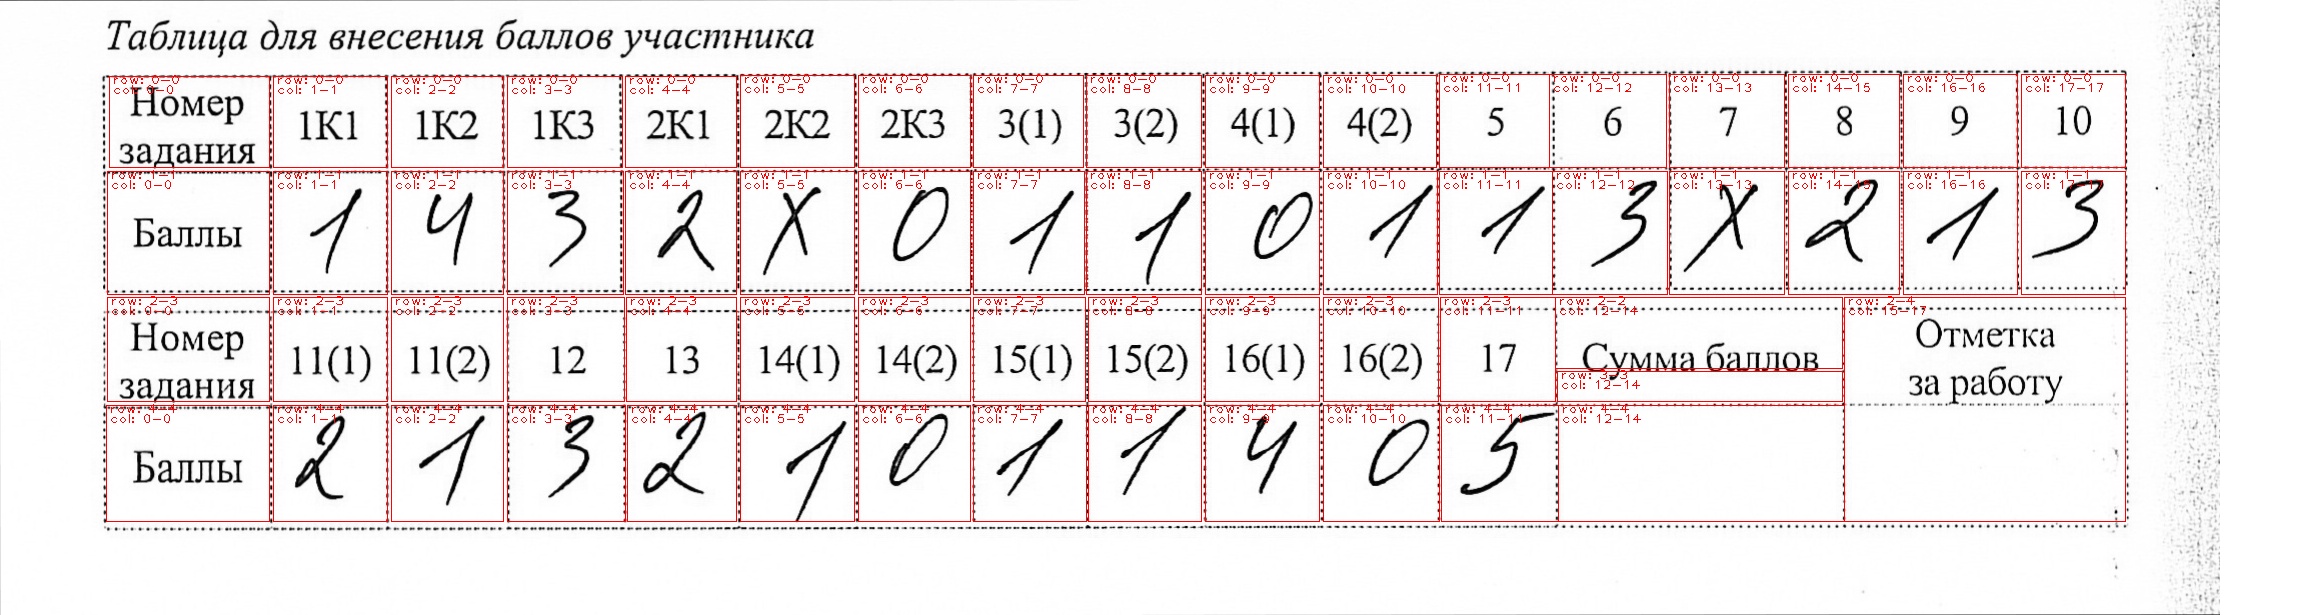 Таблица для внесения баллов участника
Номер задания 1К1 1К2 1К3 2К1 2К2 2К3 3(1) 3(2) 4(1) 4(2) 5 6 7 8 9 10
Баллы 1 4 3 2 X 0 1 1 0 1 1 3 X 2 1 3
Номер задания 11(1) 11(2) 12 13 14(1) 14(2) 15(1) 15(2) 16(1) 16(2) 17 Сумма баллов Отметка за работу
Баллы 2 1 3 2 1 0 1 1 4 0 5